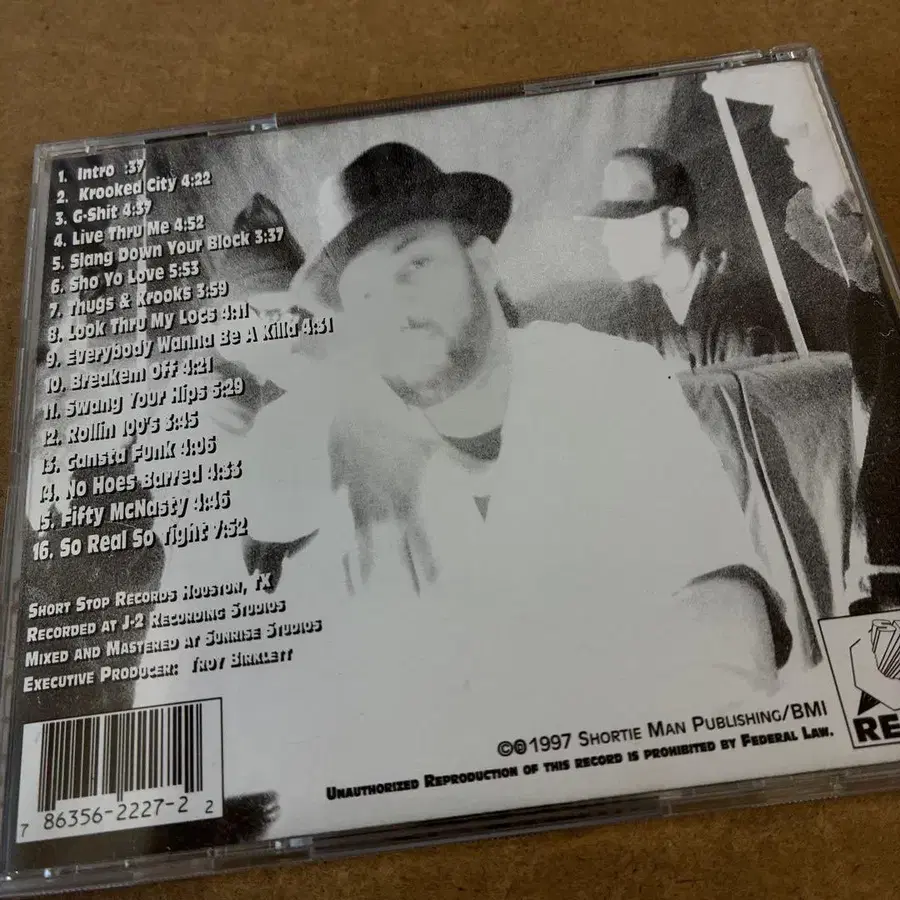 1. Intro :37
2. Krooked City 4:22
3. G-Shit 4:37
4. Live Thru Me 4:52
5. Slang Down Your Block 3:37
6. Sho Yo Love 5:53
7. Thugs & Krooks 3:59
8. Look Thru My Locs 4:11
9. Everybody Wanna Be A Killa 4:31
10. Breakem Off 4:21
11. Swang Your Hips 5:29
12. Rollin 100's 3:45
13. Gansta Funk 4:06
14. No Hoes Barred 4:33
15. Fifty McNasty 4:46
16. So Real So Tight 7:52
SHORT STOP RECORDS HOUSTON, TX
RECORDED AT J-2 RECORDING STUDIOS
MIXED AND MASTERED AT SUNRISE STUDIOS
EXECUTIVE PRODUCER: TROY BIRKLETT
7 86356-2227-2 2
©℗1997 SHORTIE MAN PUBLISHING/BMI
UNAUTHORIZED REPRODUCTION OF THIS RECORD IS PROHIBITED BY FEDERAL LAW.
RE